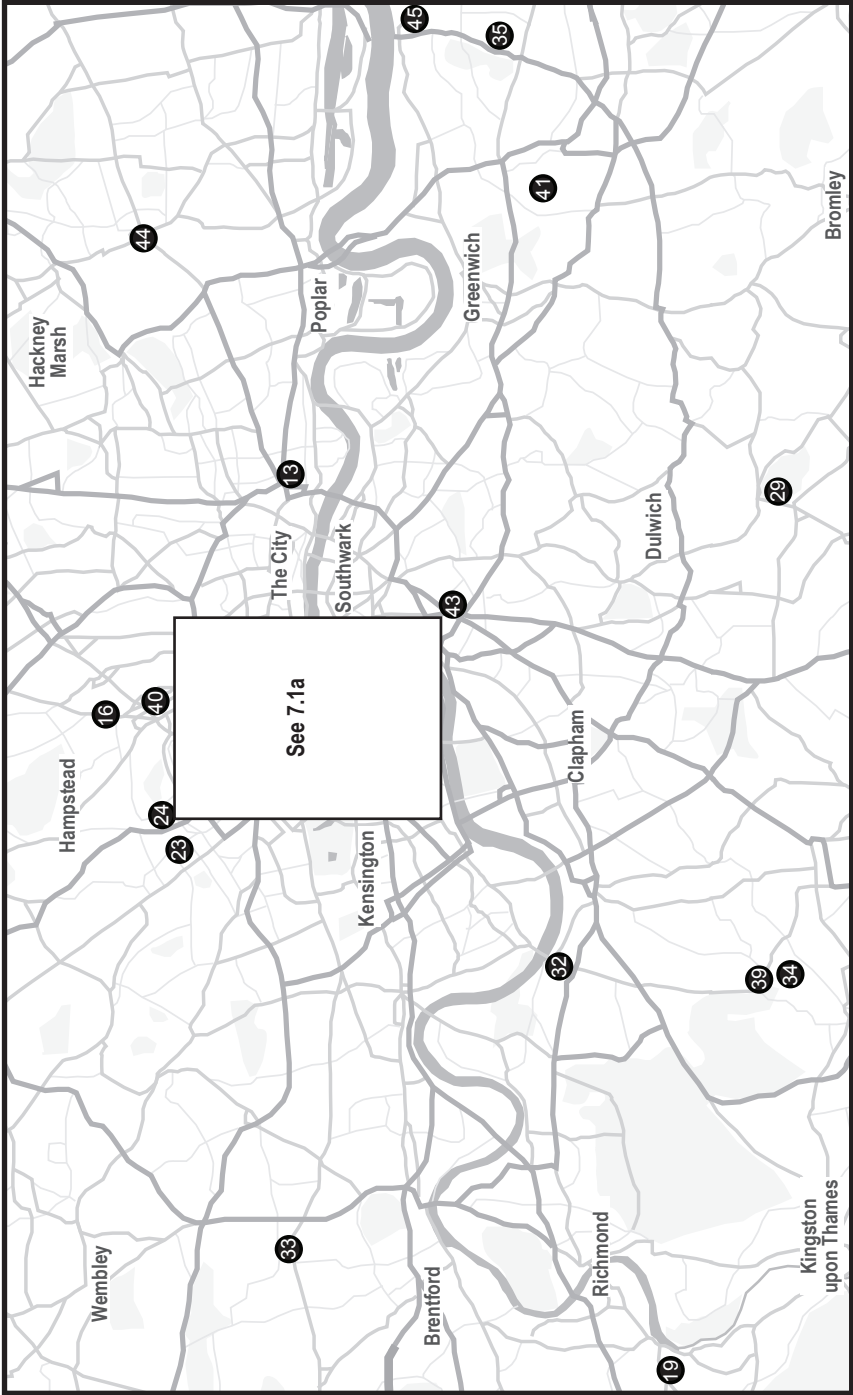 Wembley
Hampstead
Hackney
Marsh
44
16
40
24
23
33
See 7.1a
The City
13
Poplar
Southwark
45
35
Kensington
Brentford
Greenwich
41
43
32
Clapham
Richmond
Dulwich
19
39
34
29
Kingston
upon Thames
Bromley